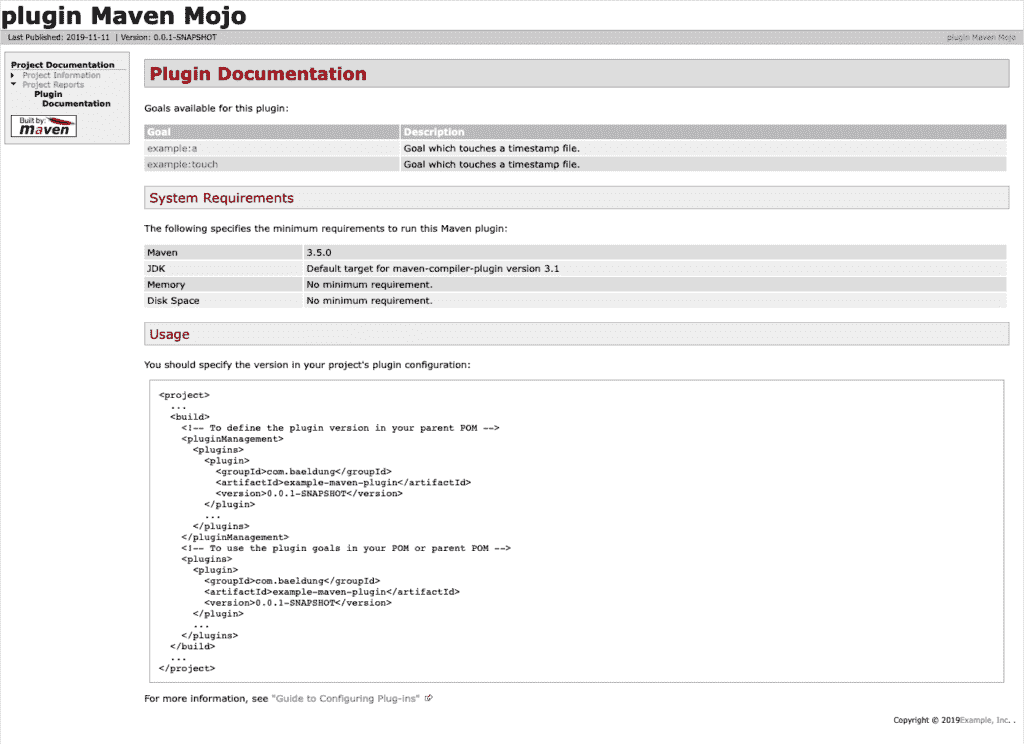 plugin Maven Mojo
Last Published: 2019-11-11 | Version: 0.0.1-SNAPSHOT
plugin Maven Mojo
Project Documentation
Project Information
Project Reports
Plugin
Documentation
Built by:
maven
Plugin Documentation
Goals available for this plugin:
Goal Description
example:a Goal which touches a timestamp file.
example:touch Goal which touches a timestamp file.
System Requirements
The following specifies the minimum requirements to run this Maven plugin:
Maven 3.5.0
JDK Default target for maven-compiler-plugin version 3.1
Memory No minimum requirement.
Disk Space No minimum requirement.
Usage
You should specify the version in your project's plugin configuration:
<project>
  ...
  <build>
    <!-- To define the plugin version in your parent POM -->
    <pluginManagement>
      <plugins>
        <plugin>
          <groupId>com.baeldung</groupId>
          <artifactId>example-maven-plugin</artifactId>
          <version>0.0.1-SNAPSHOT</version>
        </plugin>
        ...
      </plugins>
    </pluginManagement>
    <!-- To use the plugin goals in your POM or parent POM -->
    <plugins>
      <plugin>
        <groupId>com.baeldung</groupId>
        <artifactId>example-maven-plugin</artifactId>
        <version>0.0.1-SNAPSHOT</version>
      </plugin>
      ...
    </plugins>
  </build>
  ...
</project>
For more information, see "Guide to Configuring Plug-ins"
Copyright © 2019Example, Inc. .